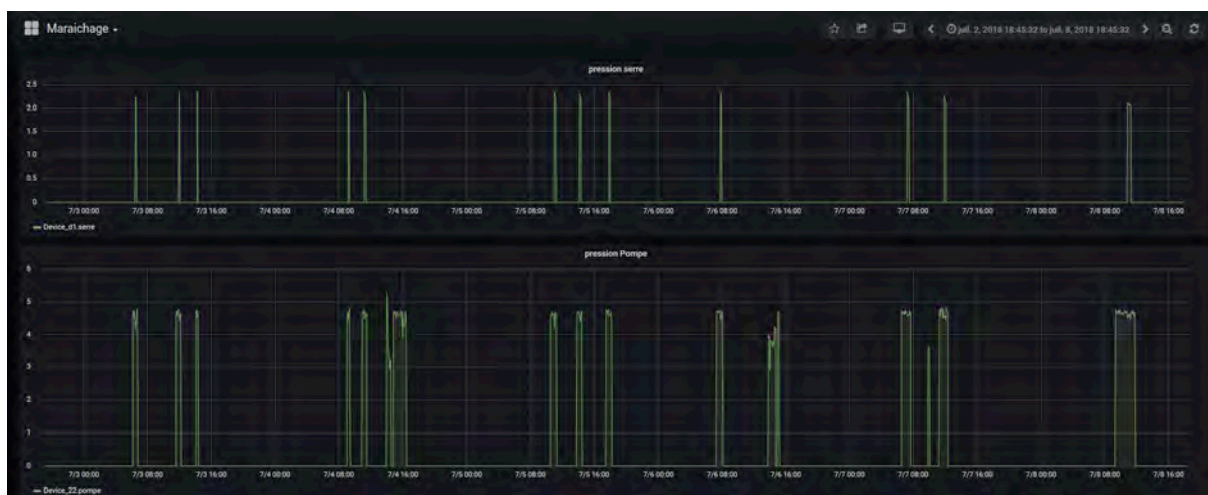 Maraichage
juil. 2, 2018 18:45:32 to juil. 8, 2018 18:45:32
pression serre
2.5
2.0
1.5
1.0
0.5
0
7/3 00:00 7/3 08:00 7/3 16:00 7/4 00:00 7/4 08:00 7/4 16:00 7/5 00:00 7/5 08:00 7/5 16:00 7/6 00:00 7/6 08:00 7/6 16:00 7/7 00:00 7/7 08:00 7/7 16:00 7/8 00:00 7/8 08:00 7/8 16:00
Device_d1.serre
pression Pompe
6
5
4
3
2
1
0
7/3 00:00 7/3 08:00 7/3 16:00 7/4 00:00 7/4 08:00 7/4 16:00 7/5 00:00 7/5 08:00 7/5 16:00 7/6 00:00 7/6 08:00 7/6 16:00 7/7 00:00 7/7 08:00 7/7 16:00 7/8 00:00 7/8 08:00 7/8 16:00
Device_22.pompe